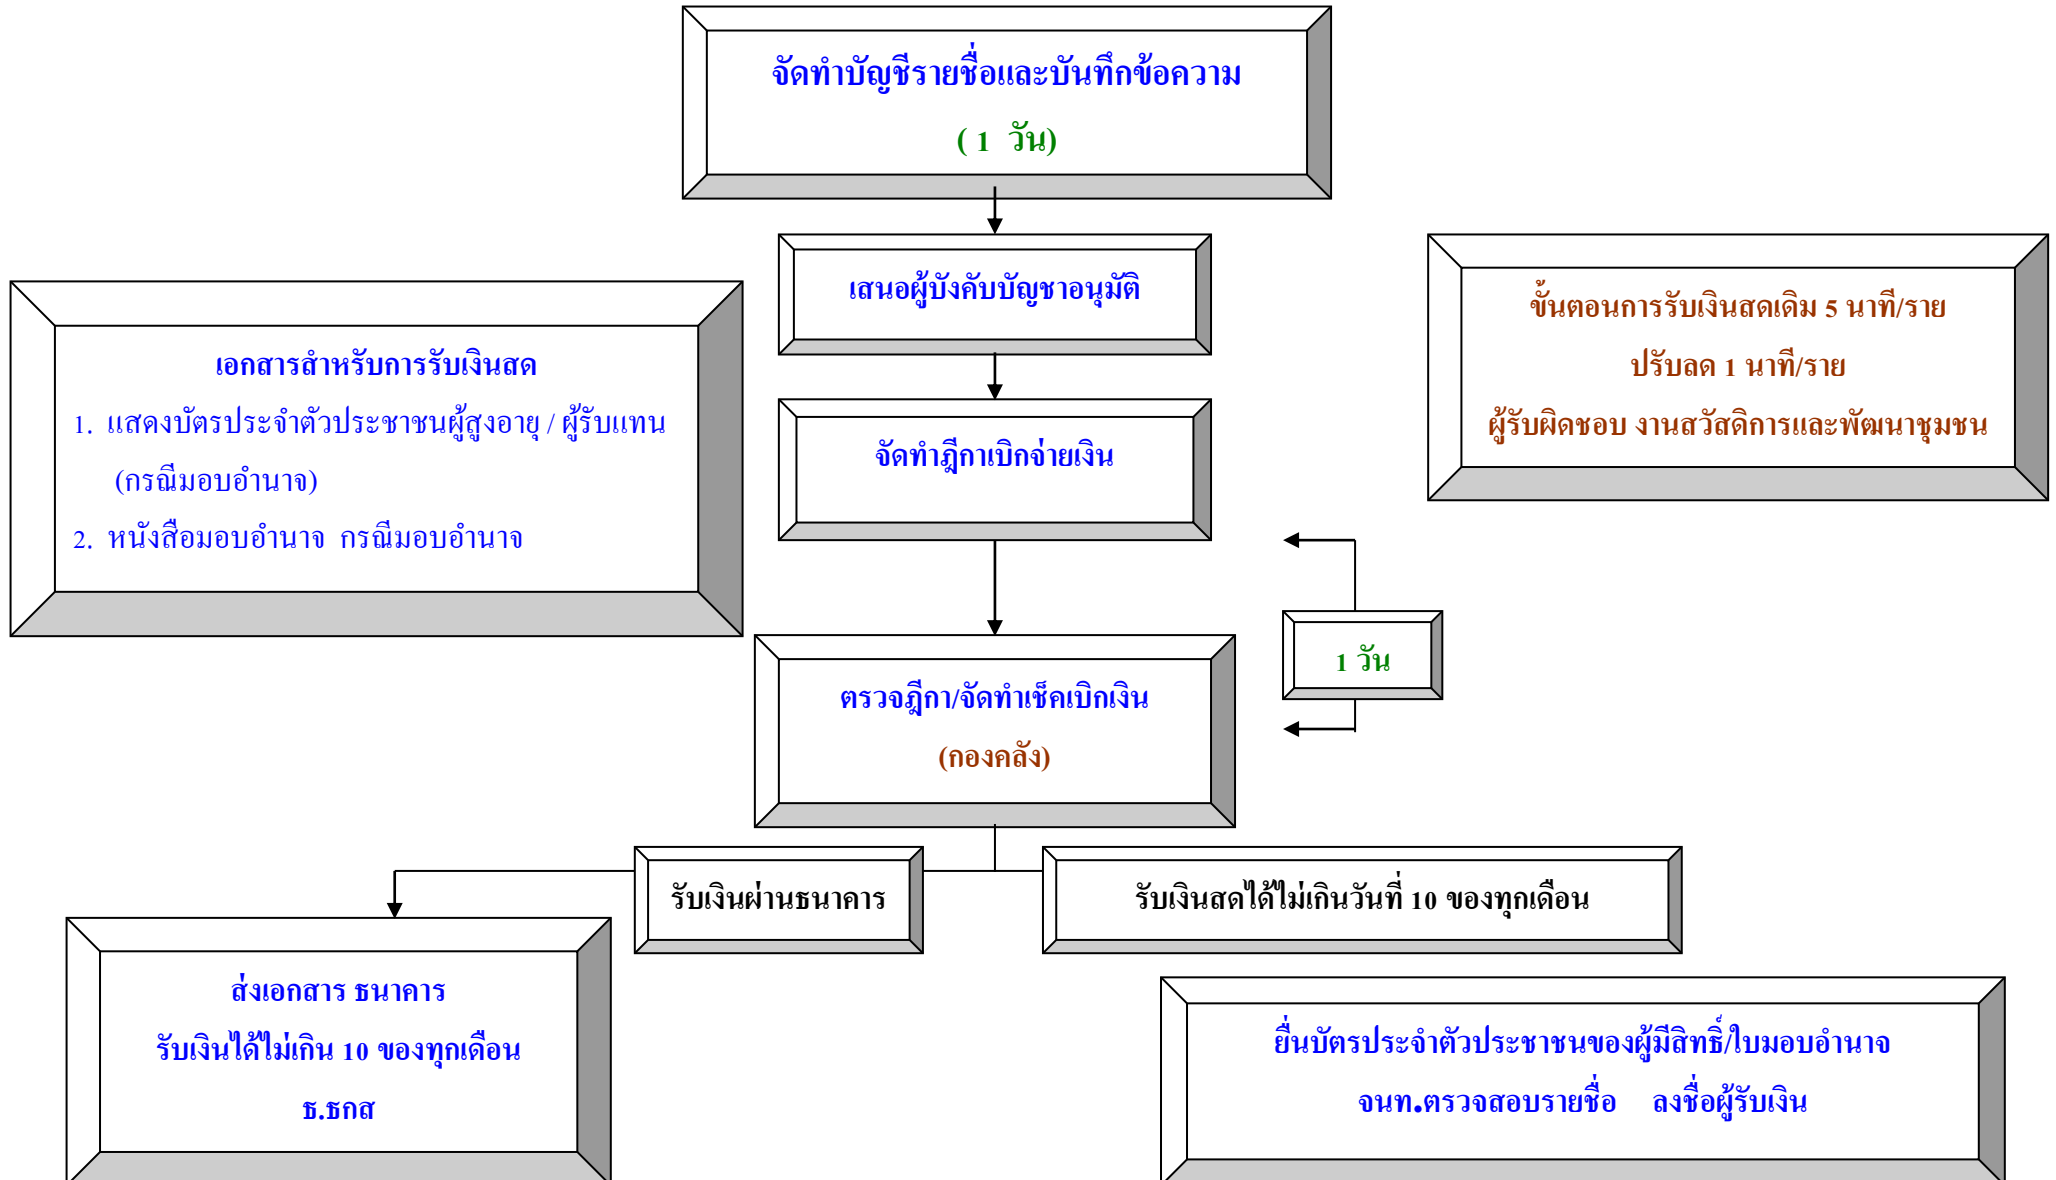 จัดทำบัญชีรายชื่อและบันทึกข้อความ
( 1 วัน)
เสนอผู้บังคับบัญชาอนุมัติ
ขั้นตอนการรับเงินสดเดิม 5 นาที/ราย
ปรับลด 1 นาที/ราย
ผู้รับผิดชอบ งานสวัสดิการและพัฒนาชุมชน
เอกสารสำหรับการรับเงินสด
1. แสดงบัตรประจำตัวประชาชนผู้สูงอายุ / ผู้รับแทน
(กรณีมอบอำนาจ)
2. หนังสือมอบอำนาจ กรณีมอบอำนาจ
จัดทำฎีกาเบิกจ่ายเงิน
1 วัน
ตรวจฎีกา/จัดทำเช็คเบิกเงิน
(กองคลัง)
รับเงินผ่านธนาคาร
รับเงินสดได้ไม่เกินวันที่ 10 ของทุกเดือน
ส่งเอกสาร ธนาคาร
รับเงินได้ไม่เกิน 10 ของทุกเดือน
ธ.ธกส
ยื่นบัตรประจำตัวประชาชนของผู้มีสิทธิ์/ใบมอบอำนาจ
จนท.ตรวจสอบรายชื่อ ลงชื่อผู้รับเงิน